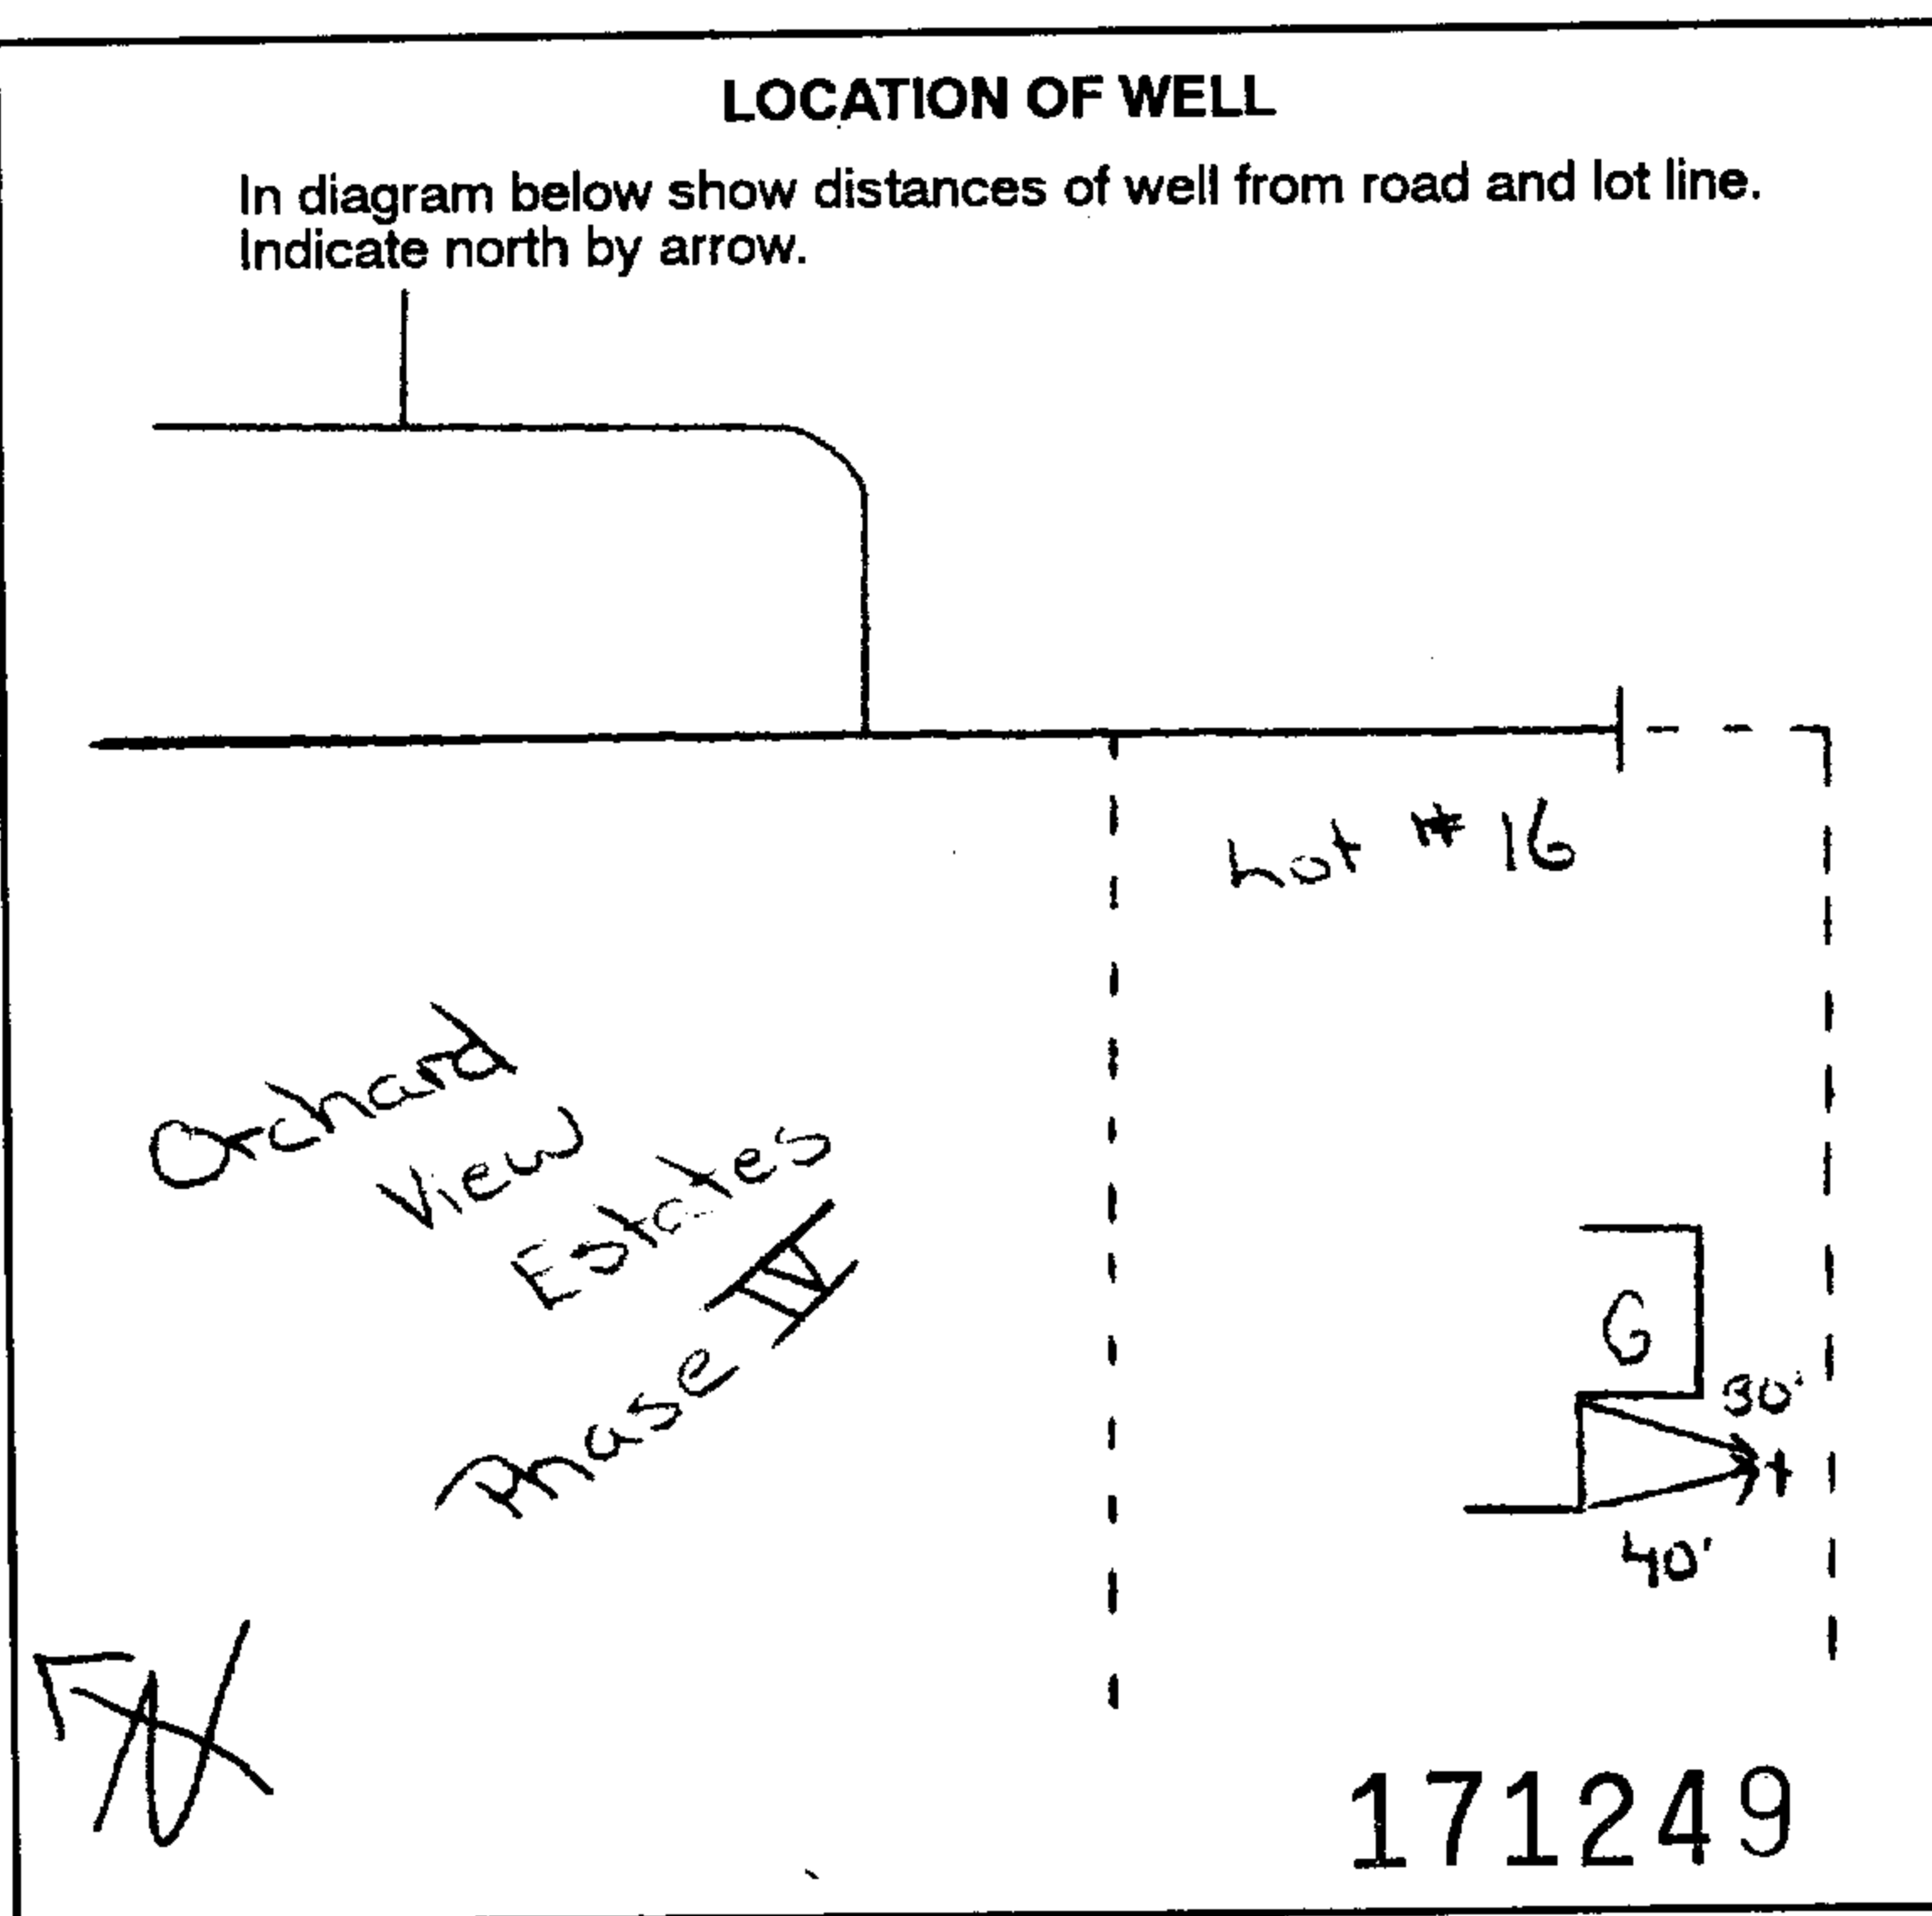 LOCATION OF WELL
In diagram below show distances of well from road and lot line.
Indicate north by arrow.
Lot # 16
Orchard
View
Estates
Phase IV
G
30'
40'
N
171249